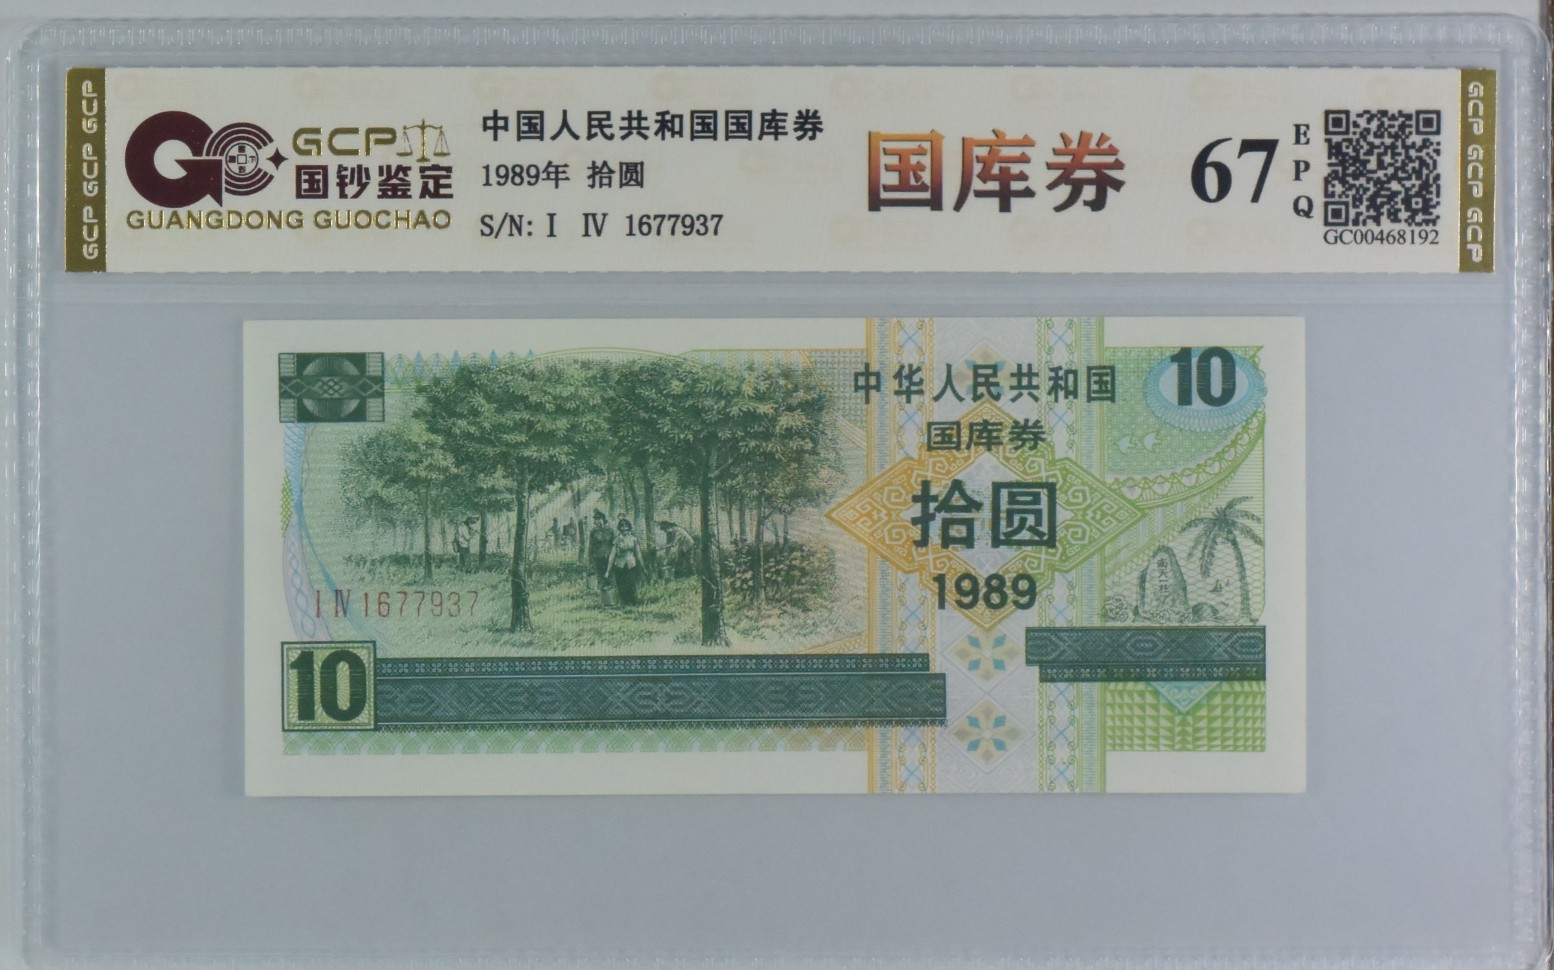 GCP
国钞鉴定
GUANGDONG GUOCHAO
中国人民共和国国库券
1989年 拾圆
S/N: I IV 1677937
国库券
67
EPQ
GC00468192
GCP GCP GCP
GCP GCP GCP
中华人民共和国
国库券
拾圆
1989
10
I IV 1677937
10